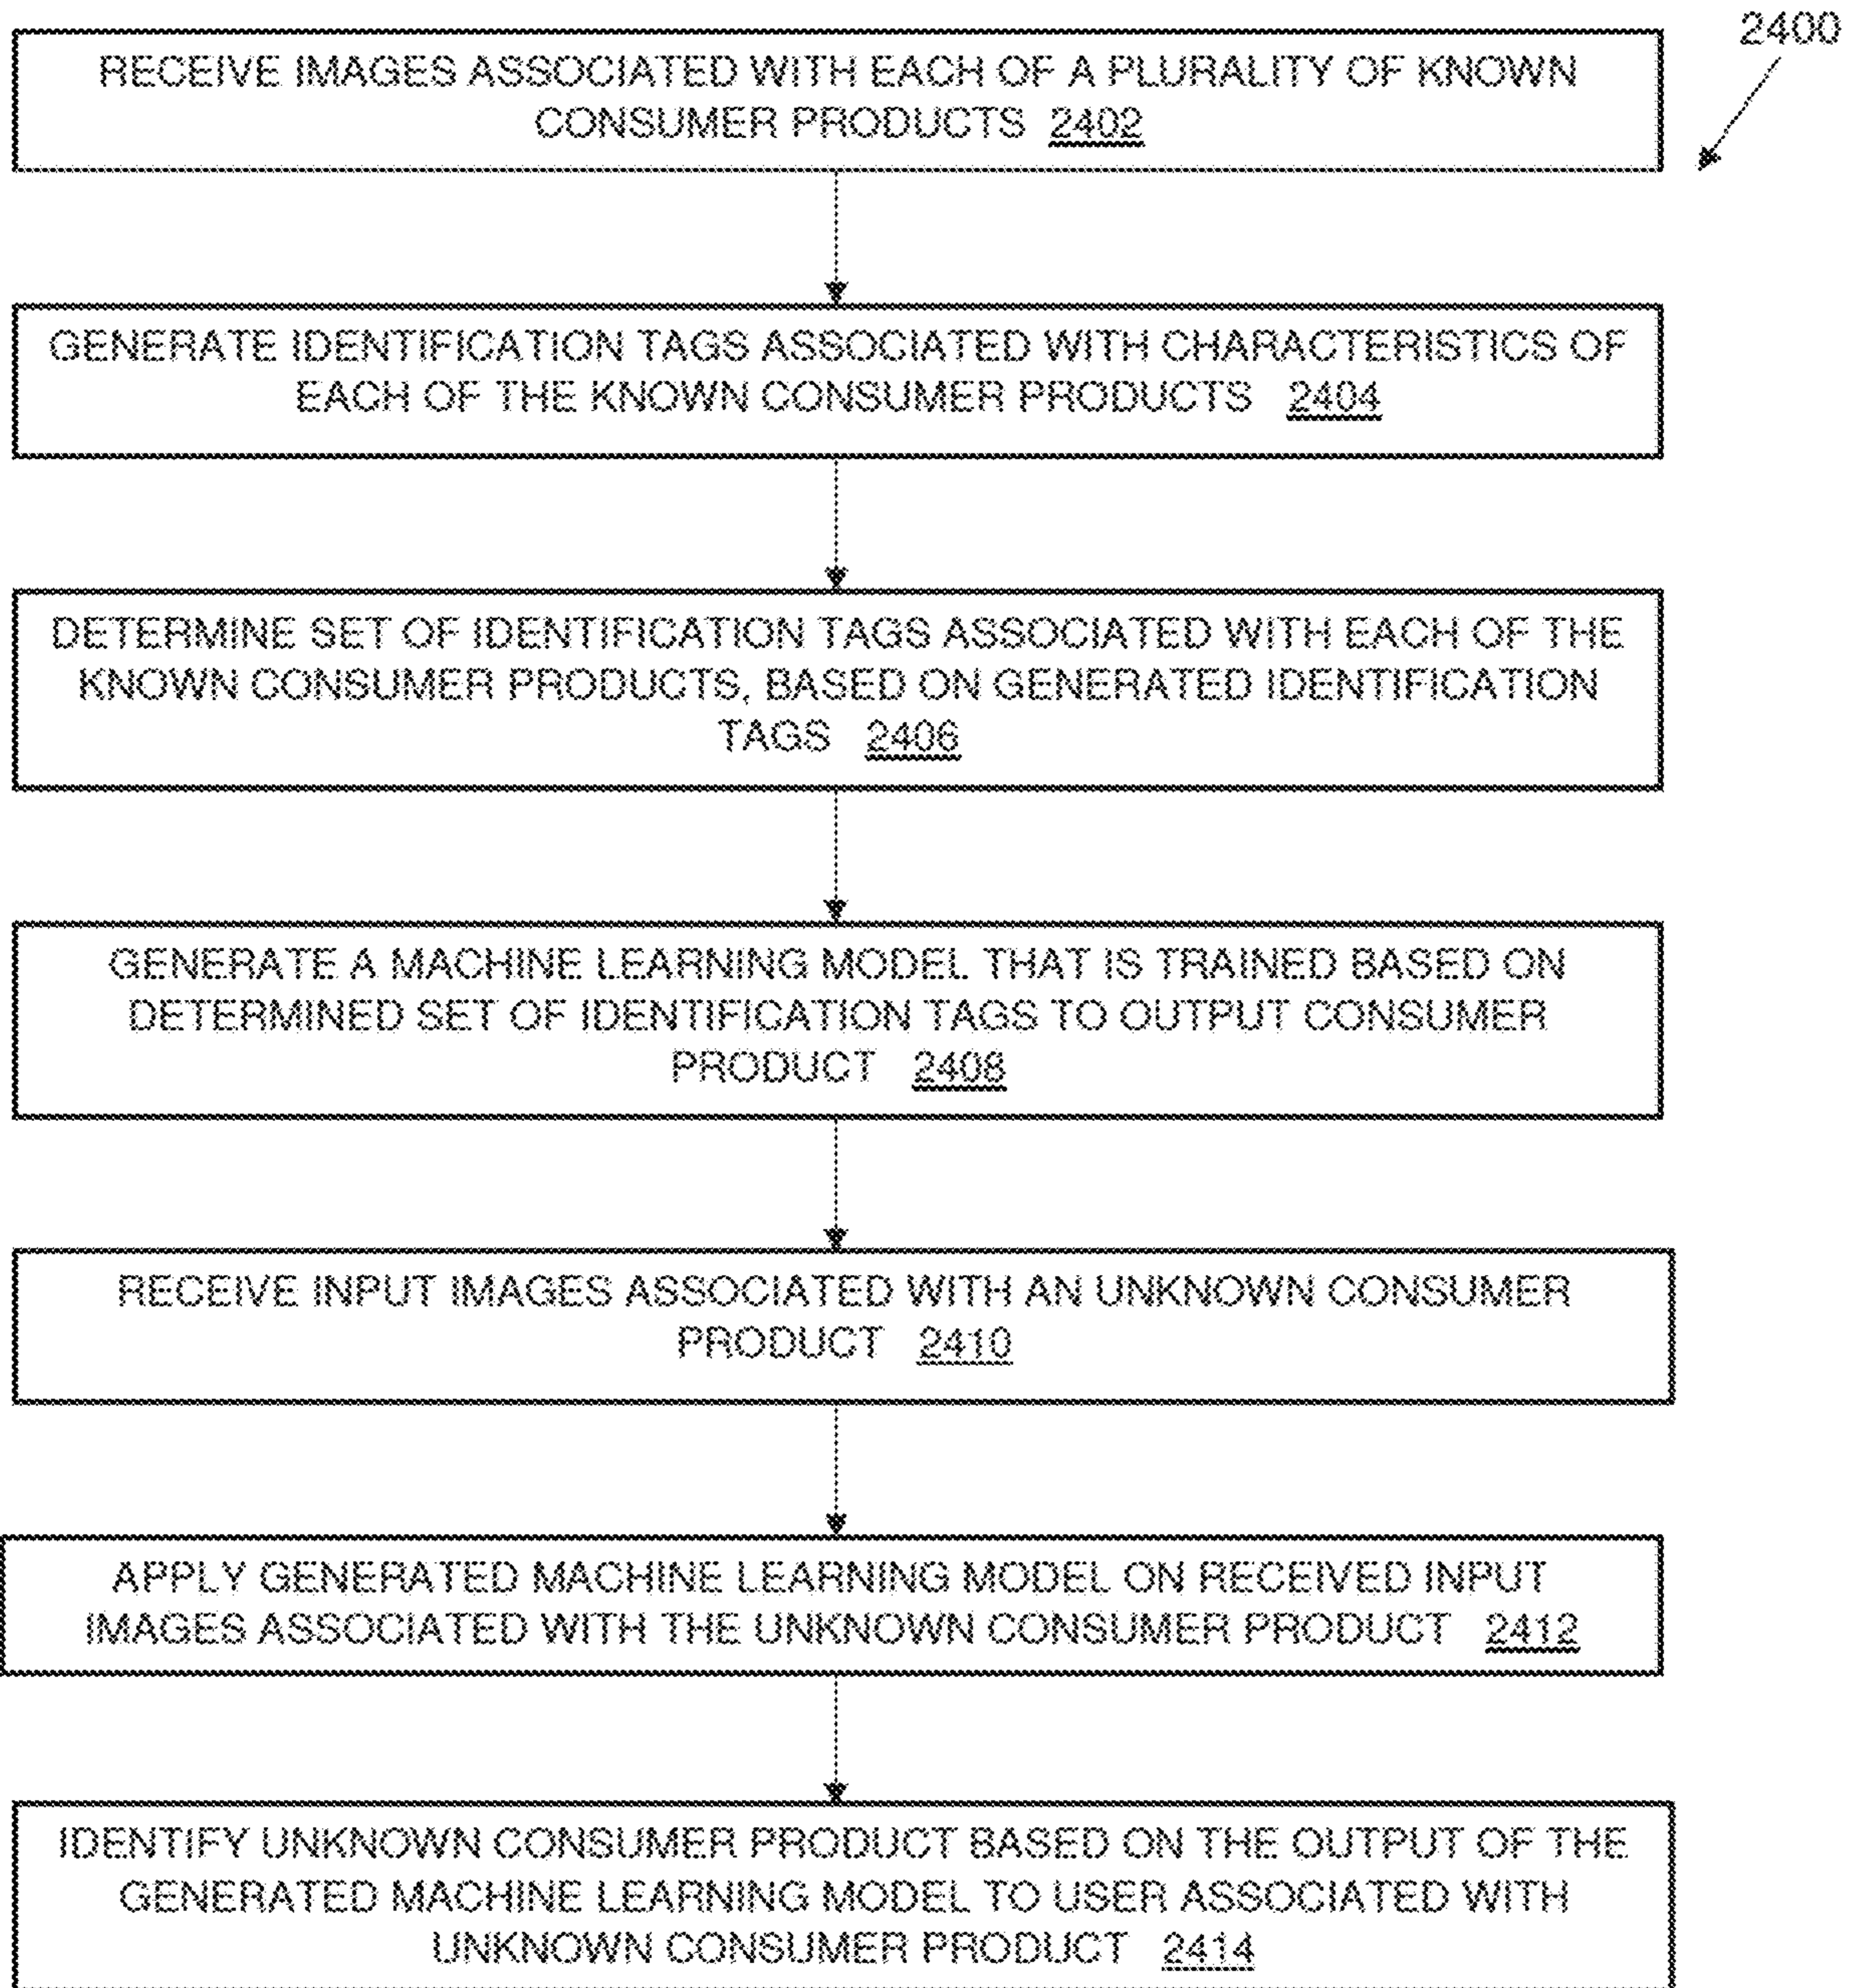 2400
RECEIVE IMAGES ASSOCIATED WITH EACH OF A PLURALITY OF KNOWN
CONSUMER PRODUCTS 2402
GENERATE IDENTIFICATION TAGS ASSOCIATED WITH CHARACTERISTICS OF
EACH OF THE KNOWN CONSUMER PRODUCTS 2404
DETERMINE SET OF IDENTIFICATION TAGS ASSOCIATED WITH EACH OF THE
KNOWN CONSUMER PRODUCTS, BASED ON GENERATED IDENTIFICATION
TAGS 2406
GENERATE A MACHINE LEARNING MODEL THAT IS TRAINED BASED ON
DETERMINED SET OF IDENTIFICATION TAGS TO OUTPUT CONSUMER
PRODUCT 2408
RECEIVE INPUT IMAGES ASSOCIATED WITH AN UNKNOWN CONSUMER
PRODUCT 2410
APPLY GENERATED MACHINE LEARNING MODEL ON RECEIVED INPUT
IMAGES ASSOCIATED WITH THE UNKNOWN CONSUMER PRODUCT 2412
IDENTIFY UNKNOWN CONSUMER PRODUCT BASED ON THE OUTPUT OF THE
GENERATED MACHINE LEARNING MODEL TO USER ASSOCIATED WITH
UNKNOWN CONSUMER PRODUCT 2414